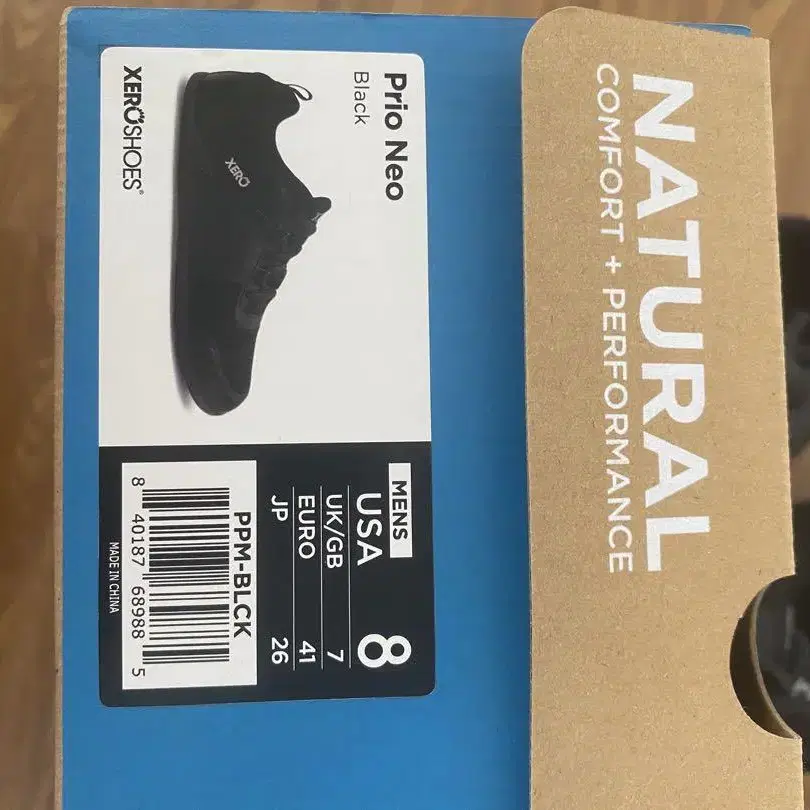 NATURAL
COMFORT + PERFORMANCE
Prio Neo
Black
XERO
XEROSHOES®
MENS
USA 8
UK/GB 7
EURO 41
JP 26
PPM-BLCK
8 40187 68988 5
MADE IN CHINA